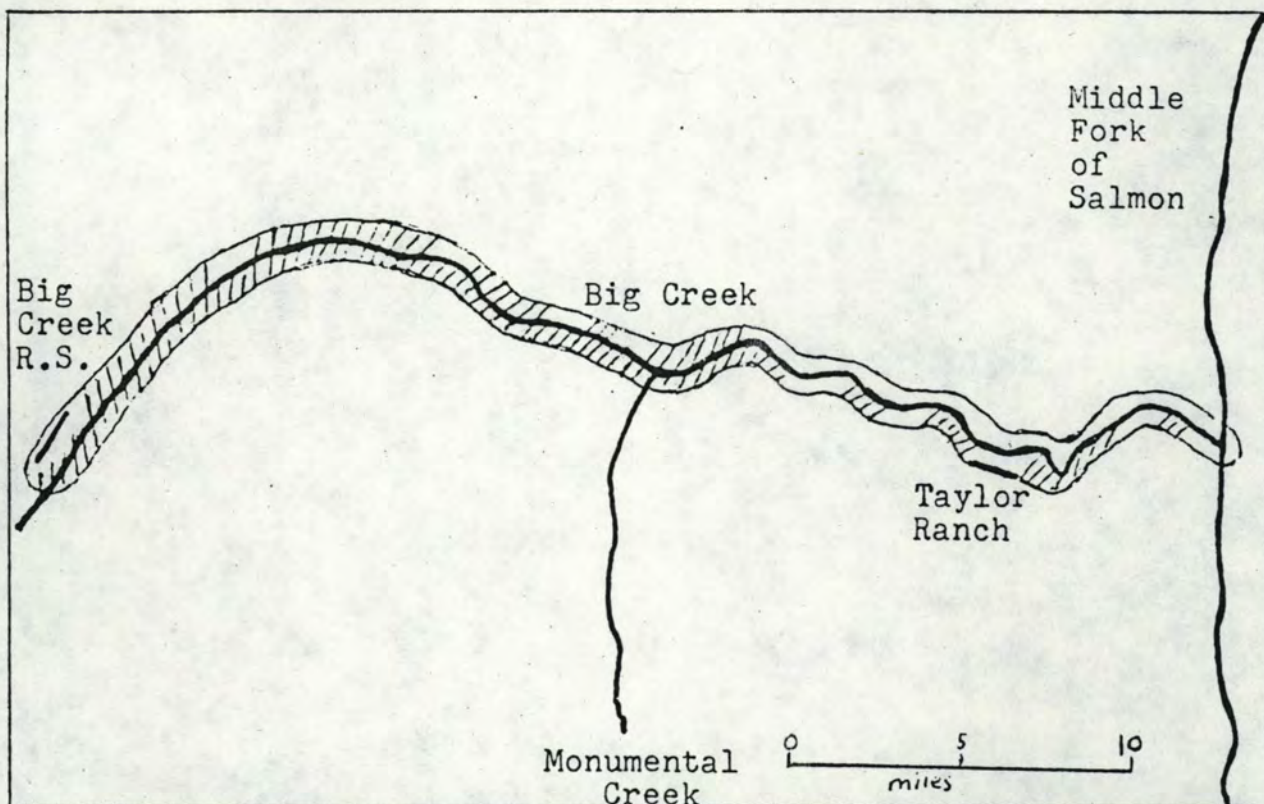 Middle
Fork
of
Salmon
Big
Creek
R.S.
Big Creek
Taylor
Ranch
Monumental
Creek
0 5 10
miles